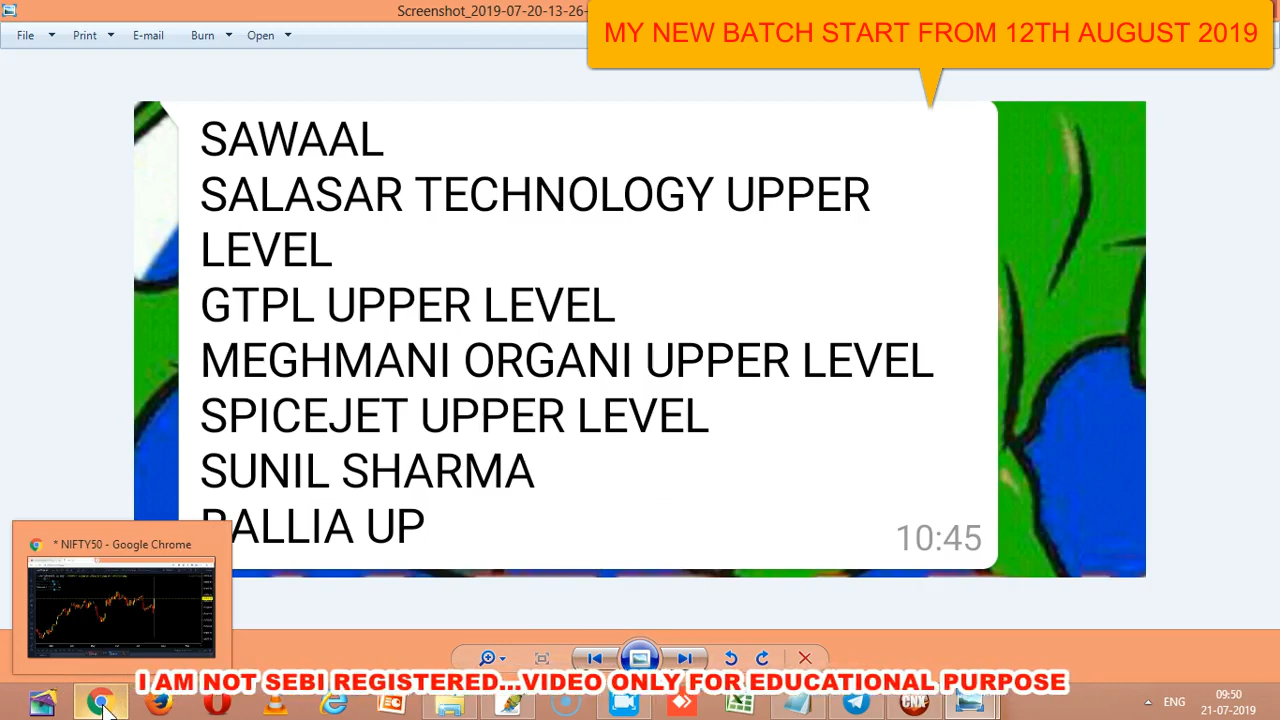 Screenshot_2019-07-20-13-26-
MY NEW BATCH START FROM 12TH AUGUST 2019
File Print E-mail Burn Open
SAWAAL
SALASAR TECHNOLOGY UPPER
LEVEL
GTPL UPPER LEVEL
MEGHMANI ORGANI UPPER LEVEL
SPICEJET UPPER LEVEL
SUNIL SHARMA
UP
10:45
* NIFTY50 - Google Chrome
I AM NOT SEBI REGISTERED...VIDEO ONLY FOR EDUCATIONAL PURPOSE
CNX
ENG
09:50
21-07-2019